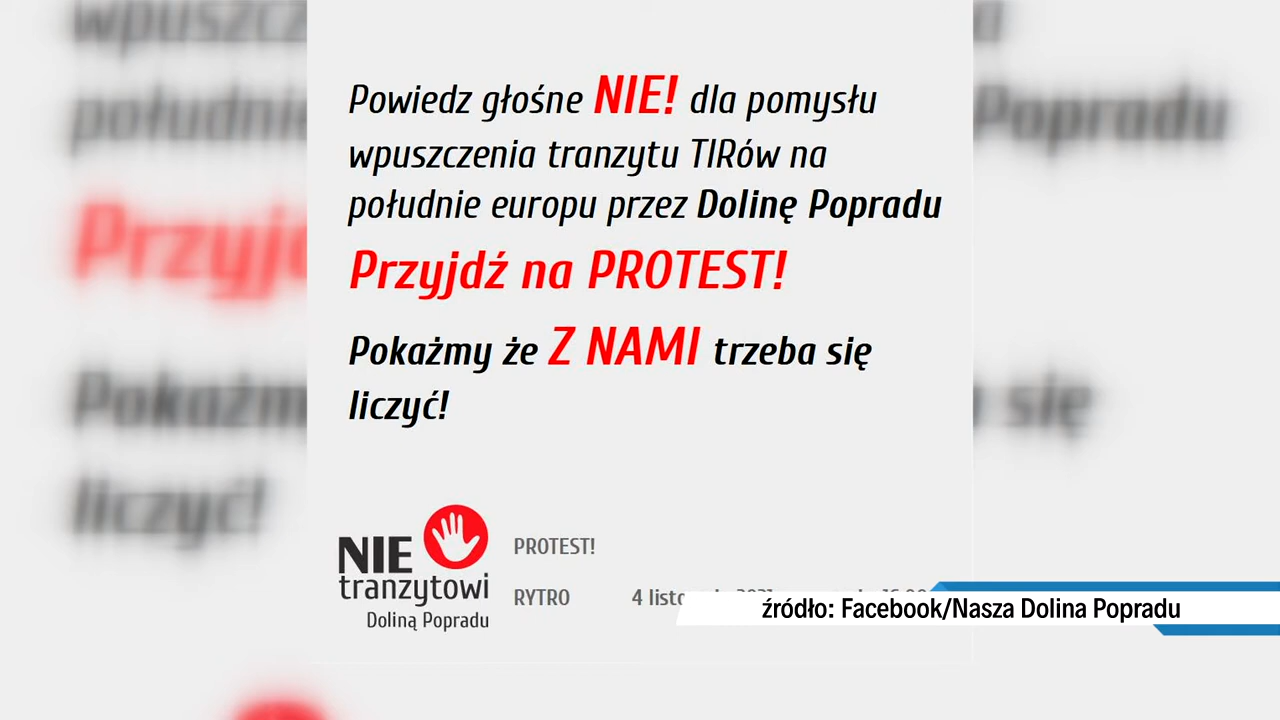 Powiedz głośne NIE! dla pomysłu
wpuszczenia tranzytu TIRów na
południe europu przez Dolinę Popradu
Przyjdź na PROTEST!
Pokażmy że Z NAMI trzeba się
liczyć!
NIE
tranzytowi
Doliną Popradu
PROTEST!
RYTRO 4
źródło: Facebook/Nasza Dolina Popradu